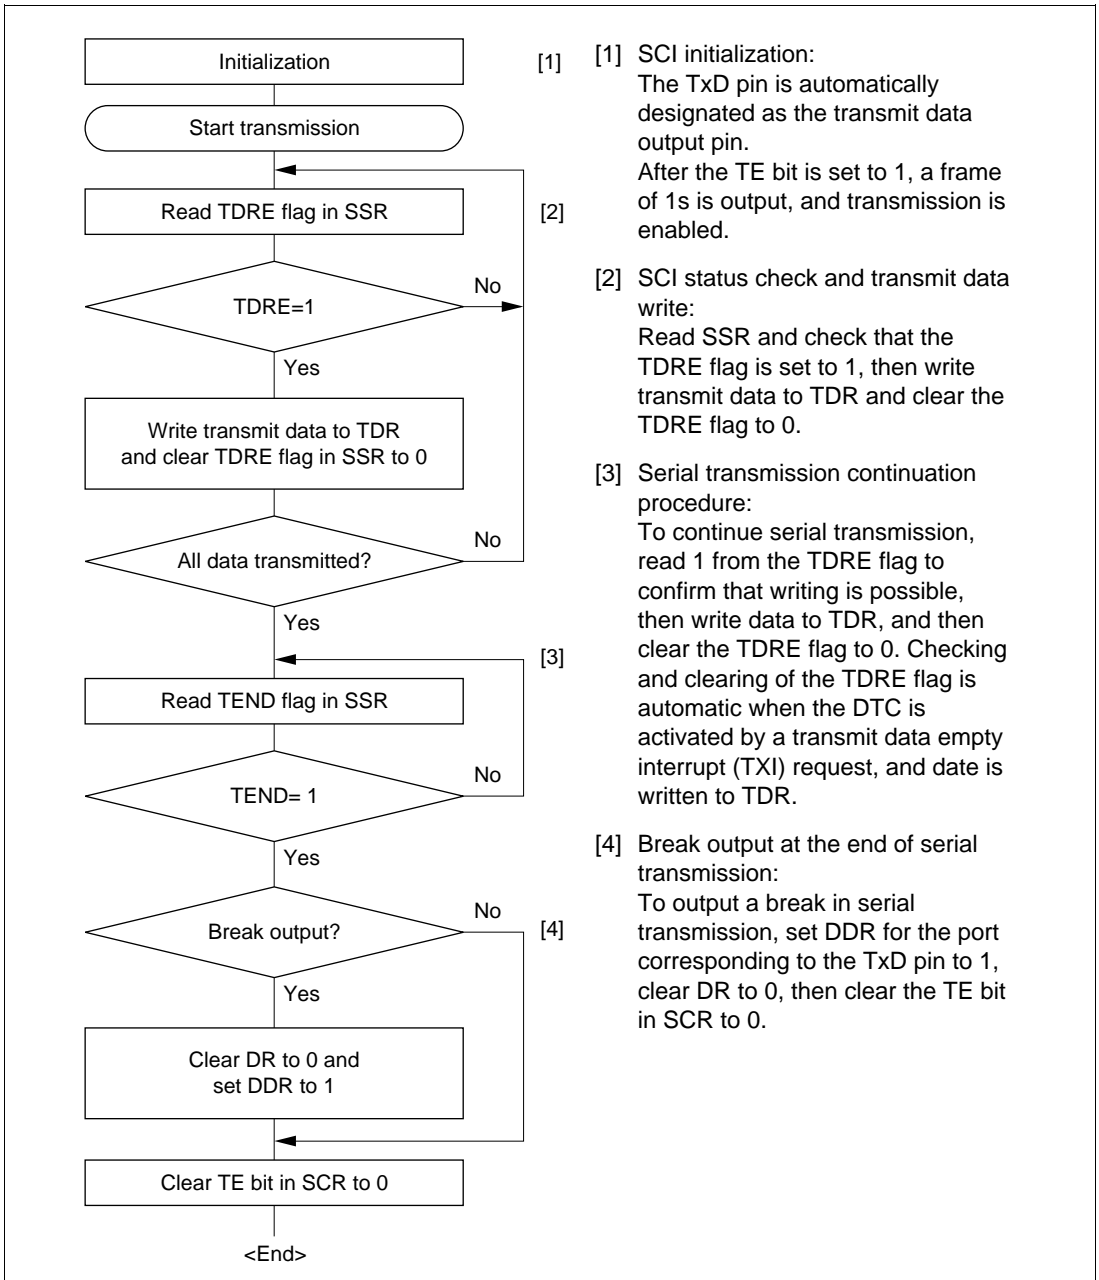 Initialization
[1]
Start transmission
Read TDRE flag in SSR
[2]
No
TDRE=1
Yes
Write transmit data to TDR
and clear TDRE flag in SSR to 0
No
All data transmitted?
Yes
[3]
Read TEND flag in SSR
No
TEND= 1
Yes
No
[4]
Break output?
Yes
Clear DR to 0 and
set DDR to 1
Clear TE bit in SCR to 0
<End>
[1] SCI initialization:
The TxD pin is automatically
designated as the transmit data
output pin.
After the TE bit is set to 1, a frame
of 1s is output, and transmission is
enabled.
[2] SCI status check and transmit data
write:
Read SSR and check that the
TDRE flag is set to 1, then write
transmit data to TDR and clear the
TDRE flag to 0.
[3] Serial transmission continuation
procedure:
To continue serial transmission,
read 1 from the TDRE flag to
confirm that writing is possible,
then write data to TDR, and then
clear the TDRE flag to 0. Checking
and clearing of the TDRE flag is
automatic when the DTC is
activated by a transmit data empty
interrupt (TXI) request, and date is
written to TDR.
[4] Break output at the end of serial
transmission:
To output a break in serial
transmission, set DDR for the port
corresponding to the TxD pin to 1,
clear DR to 0, then clear the TE bit
in SCR to 0.